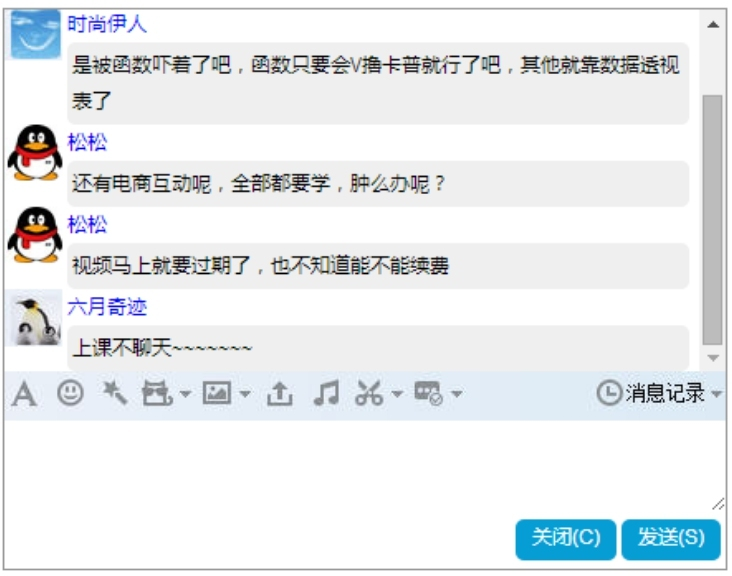 时尚伊人
是被函数吓着了吧，函数只要会V撸卡普就行了吧，其他就靠数据透视
表了
松松
还有电商互动呢，全部都要学，肿么办呢？
松松
视频马上就要过期了，也不知道能不能续费
六月奇迹
上课不聊天~~~~~~~
A
消息记录
关闭(C) 发送(S)